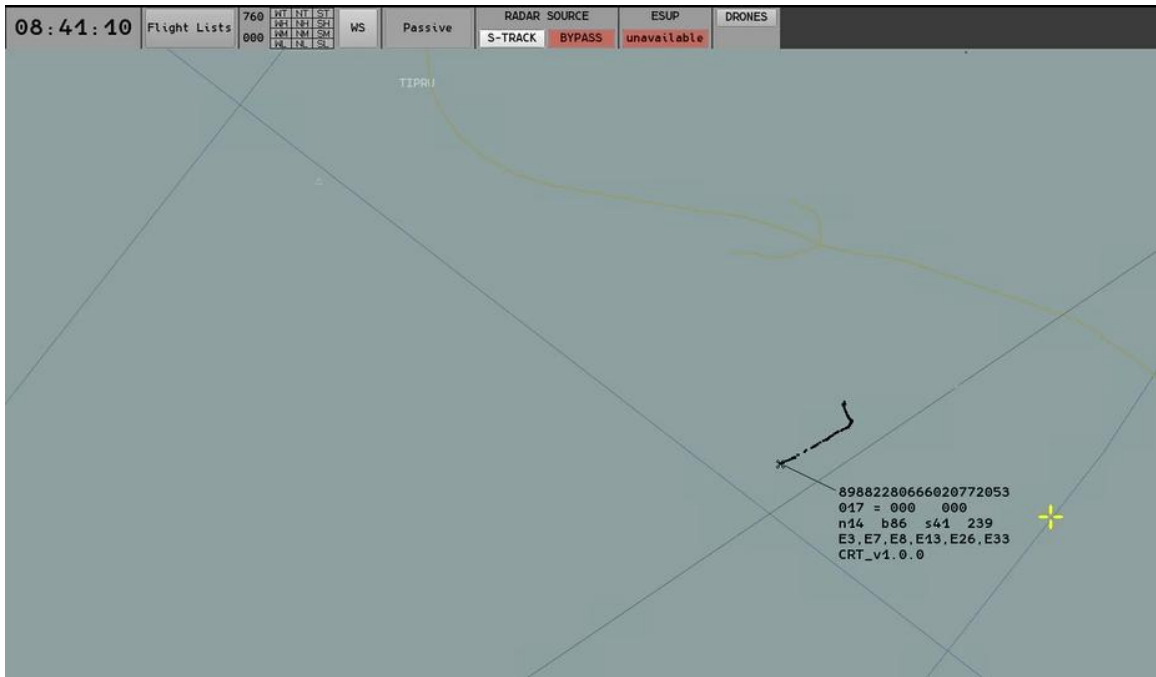 08:41:10
Flight Lists
760
000
WT NT ST
WH NH SH
WM NM SM
WL NL SL
WS
Passive
RADAR SOURCE
S-TRACK BYPASS
ESUP
unavailable
DRONES
TIPRU
89882280666020772053
017 = 000 000
n14 b86 s41 239
E3,E7,E8,E13,E26,E33
CRT_v1.0.0